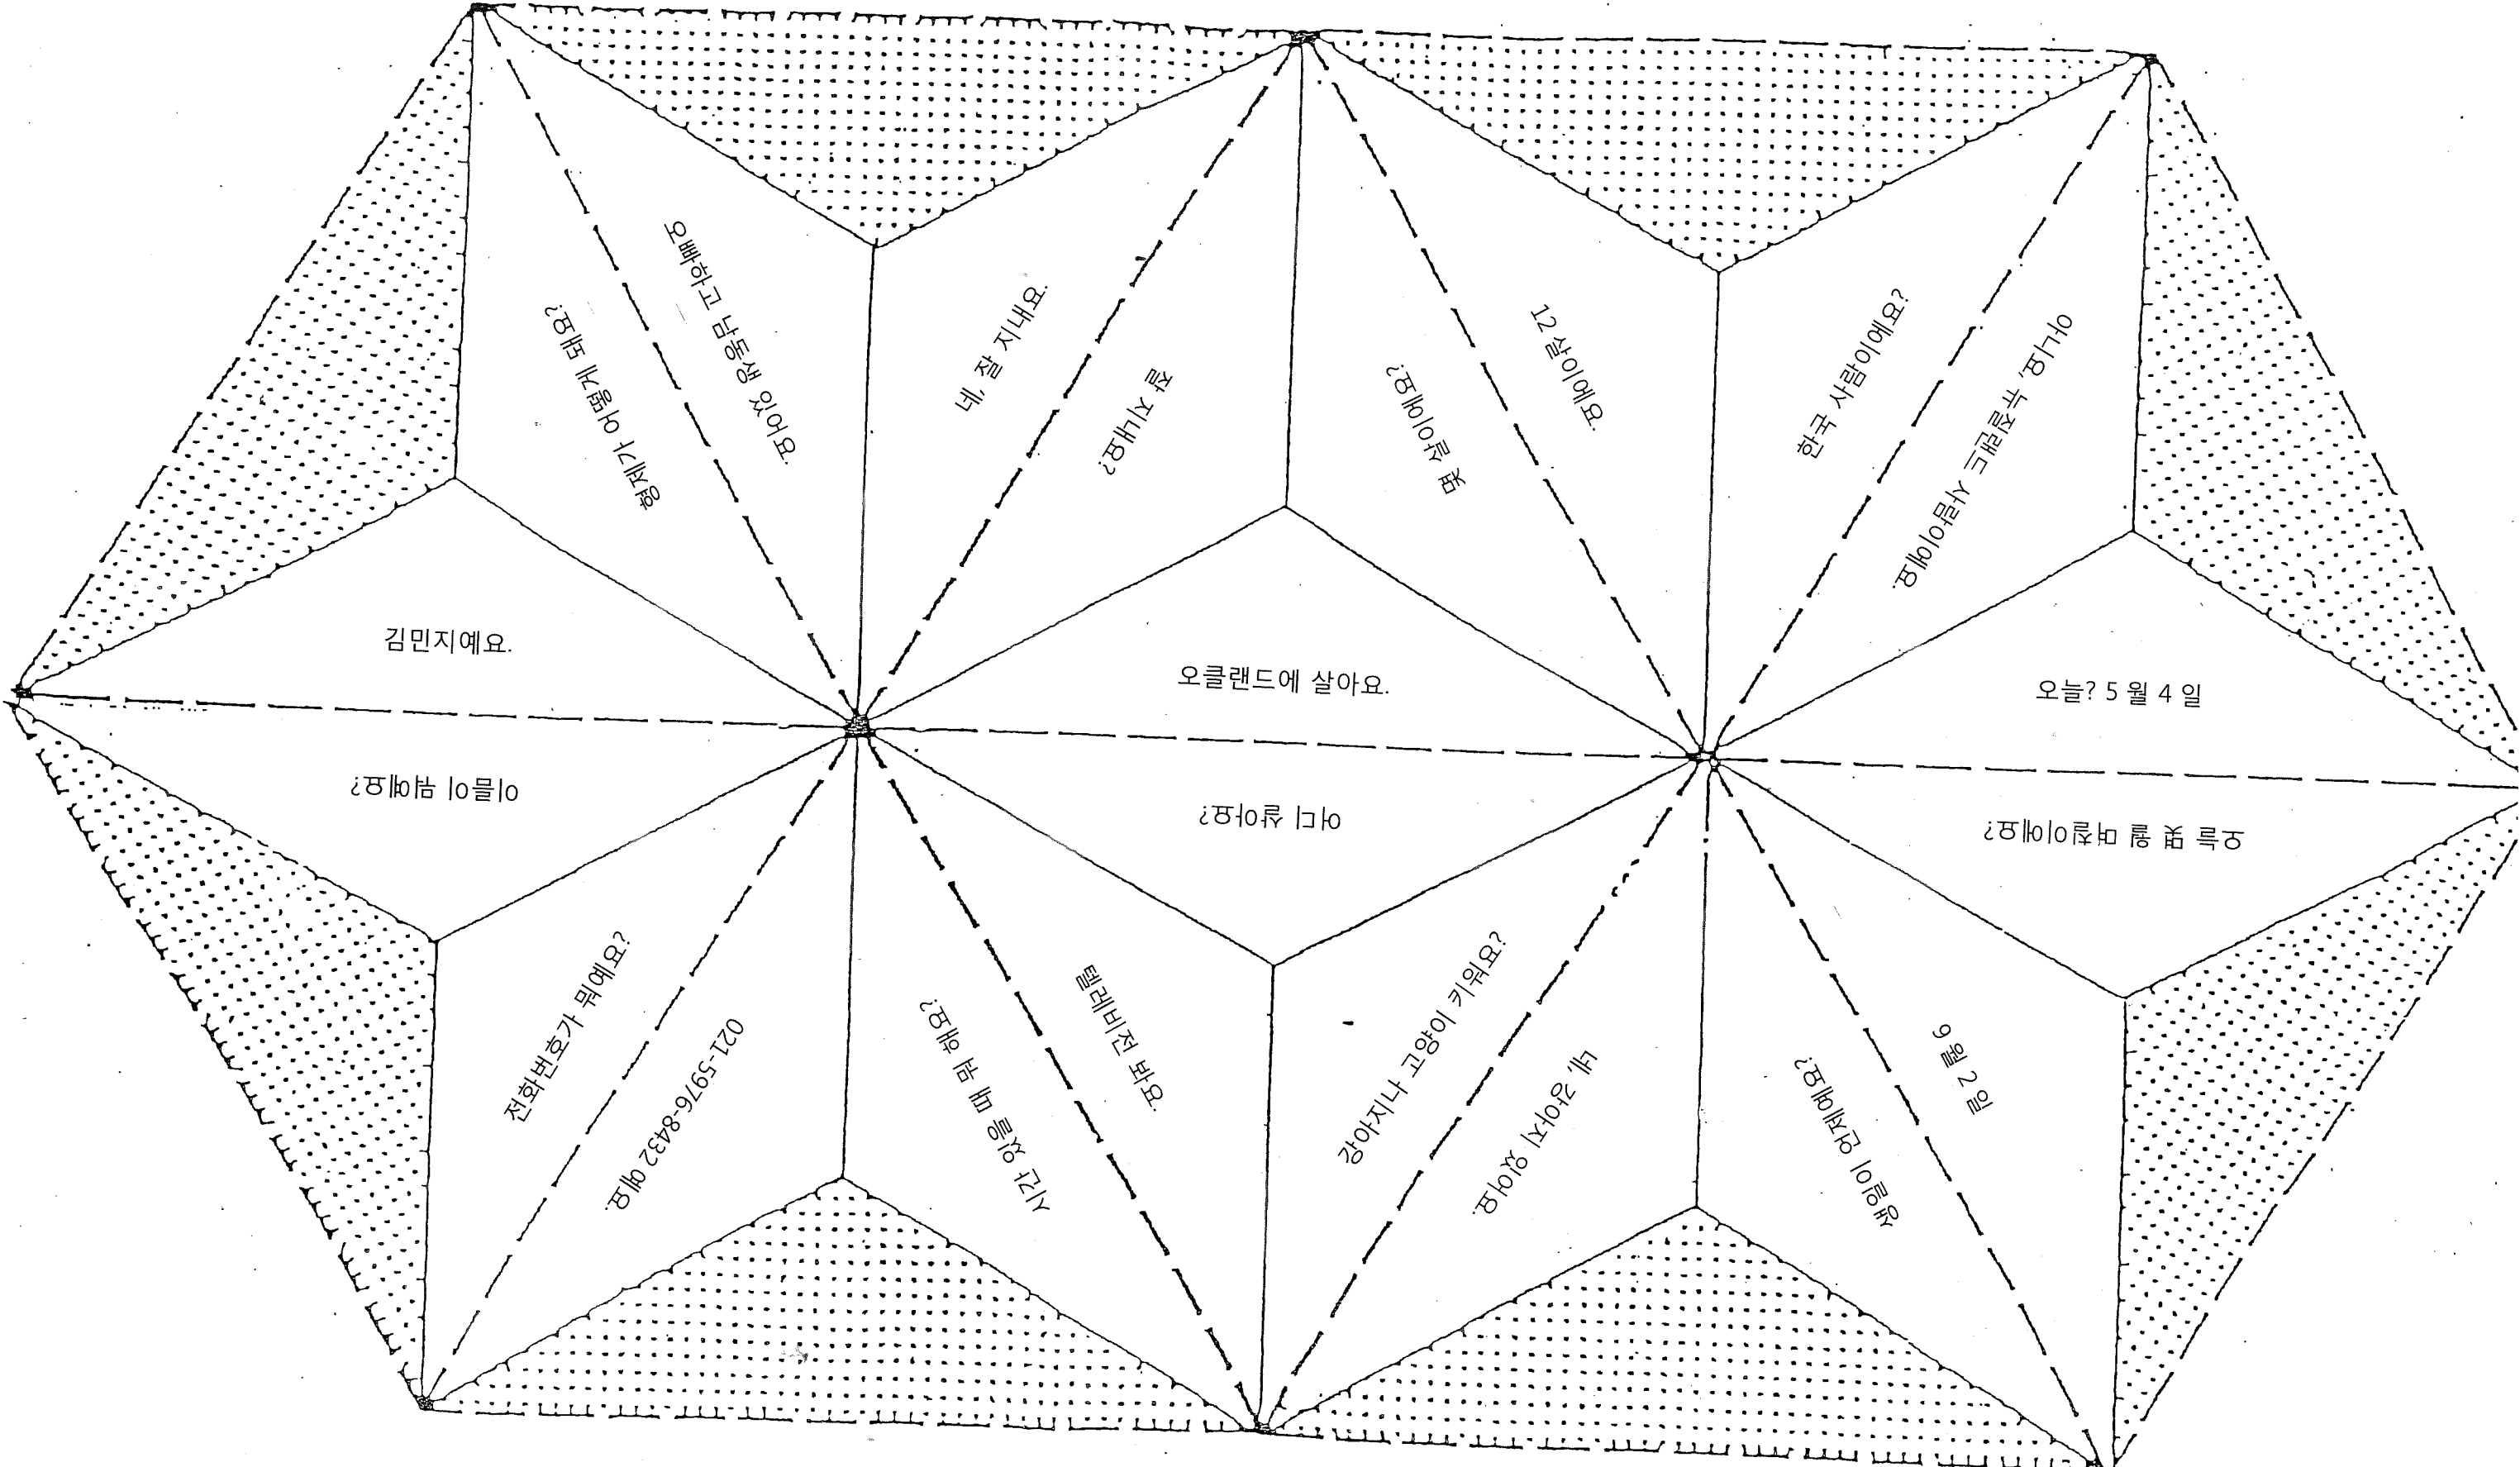 형제가 어떻게 돼요?
오빠하고 남동생 있어요.
네, 잘 지내요.
잘 지내요?
몇 살이에요?
12 살이에요.
한국 사람이에요?
아니요, 뉴질랜드 사람이에요.
김민지예요.
이름이 뭐예요?
오클랜드에 살아요.
어디 살아요?
오늘? 5 월 4 일
오늘 몇 월 며칠이에요?
전화번호가 뭐예요?
021-5976-8432 예요.
시간 있을 때 뭐 해요?
텔레비전 봐요.
강아지나 고양이 키워요?
네, 강아지 있어요.
생일이 언제예요?
9 월 2 일